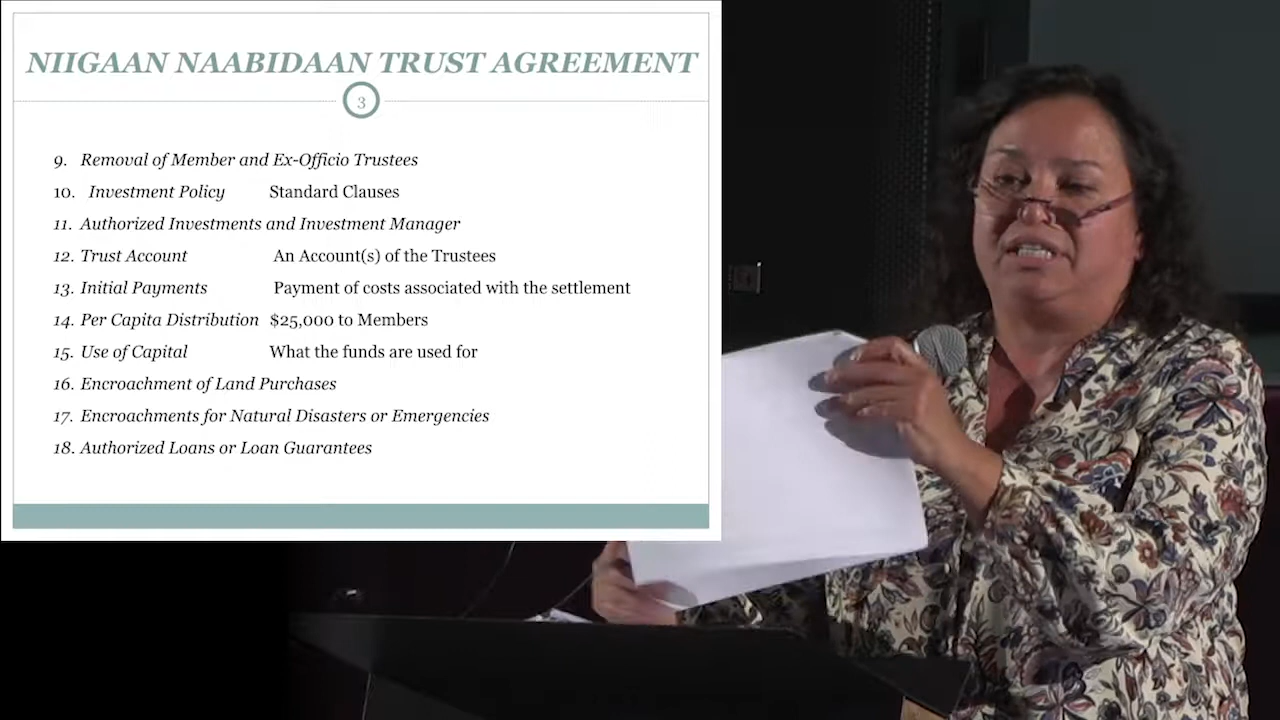 NIIGAAN NAABIDAAN TRUST AGREEMENT
3
9. Removal of Member and Ex-Officio Trustees
10. Investment Policy Standard Clauses
11. Authorized Investments and Investment Manager
12. Trust Account An Account(s) of the Trustees
13. Initial Payments Payment of costs associated with the settlement
14. Per Capita Distribution $25,000 to Members
15. Use of Capital What the funds are used for
16. Encroachment of Land Purchases
17. Encroachments for Natural Disasters or Emergencies
18. Authorized Loans or Loan Guarantees